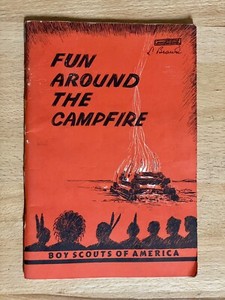 FUN
AROUND
THE
CAMPFIRE
BOY SCOUTS OF AMERICA